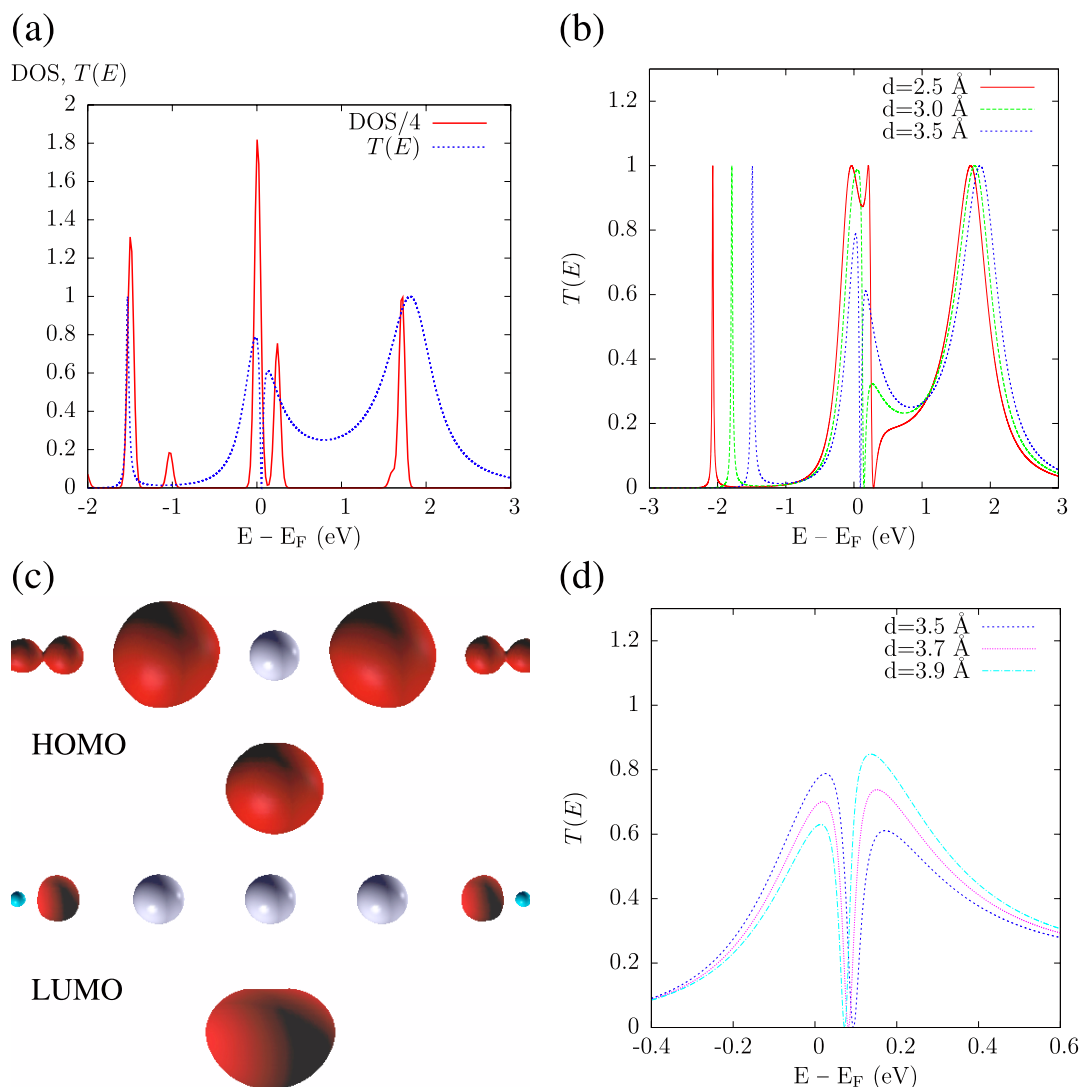 (a)
DOS, T(E)
2
1.8
1.6
1.4
1.2
1
0.8
0.6
0.4
0.2
0
-2
-1
0
1
2
3
DOS/4
T(E)
E – E_F (eV)
(b)
T(E)
1.2
1
0.8
0.6
0.4
0.2
0
-3
-2
-1
0
1
2
3
d=2.5 Å
d=3.0 Å
d=3.5 Å
E – E_F (eV)
(c)
HOMO
LUMO
(d)
T(E)
1.2
1
0.8
0.6
0.4
0.2
0
-0.4
-0.2
0
0.2
0.4
0.6
d=3.5 Å
d=3.7 Å
d=3.9 Å
E – E_F (eV)